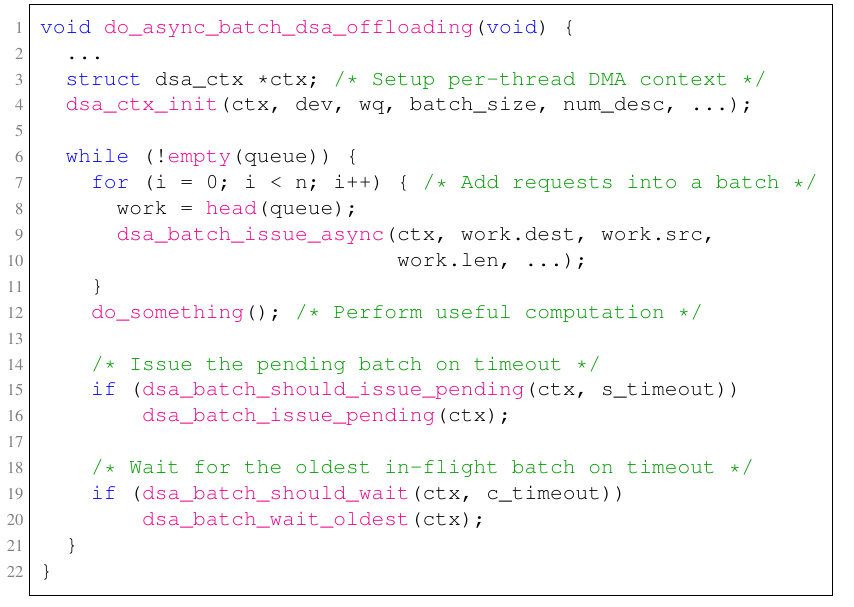 1 void do_async_batch_dsa_offloading(void) {
2   ...
3   struct dsa_ctx *ctx; /* Setup per-thread DMA context */
4   dsa_ctx_init(ctx, dev, wq, batch_size, num_desc, ...);
5
6   while (!empty(queue)) {
7     for (i = 0; i < n; i++) { /* Add requests into a batch */
8       work = head(queue);
9       dsa_batch_issue_async(ctx, work.dest, work.src,
10                             work.len, ...);
11     }
12     do_something(); /* Perform useful computation */
13
14     /* Issue the pending batch on timeout */
15     if (dsa_batch_should_issue_pending(ctx, s_timeout))
16         dsa_batch_issue_pending(ctx);
17
18     /* Wait for the oldest in-flight batch on timeout */
19     if (dsa_batch_should_wait(ctx, c_timeout))
20         dsa_batch_wait_oldest(ctx);
21   }
22 }